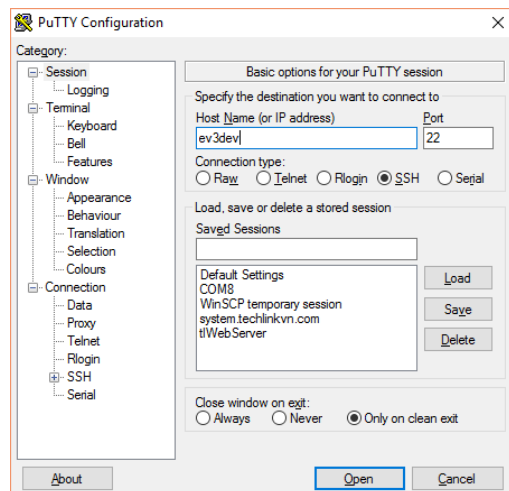 PuTTY Configuration
Category:
Session
Logging
Terminal
Keyboard
Bell
Features
Window
Appearance
Behaviour
Translation
Selection
Colours
Connection
Data
Proxy
Telnet
Rlogin
SSH
Serial
Basic options for your PuTTY session
Specify the destination you want to connect to
Host Name (or IP address) Port
ev3dev 22
Connection type:
Raw Telnet Rlogin SSH Serial
Load, save or delete a stored session
Saved Sessions
Default Settings
COM8
WinSCP temporary session
system.techlinkvn.com
tlWebServer
Load
Save
Delete
Close window on exit:
Always Never Only on clean exit
About Open Cancel